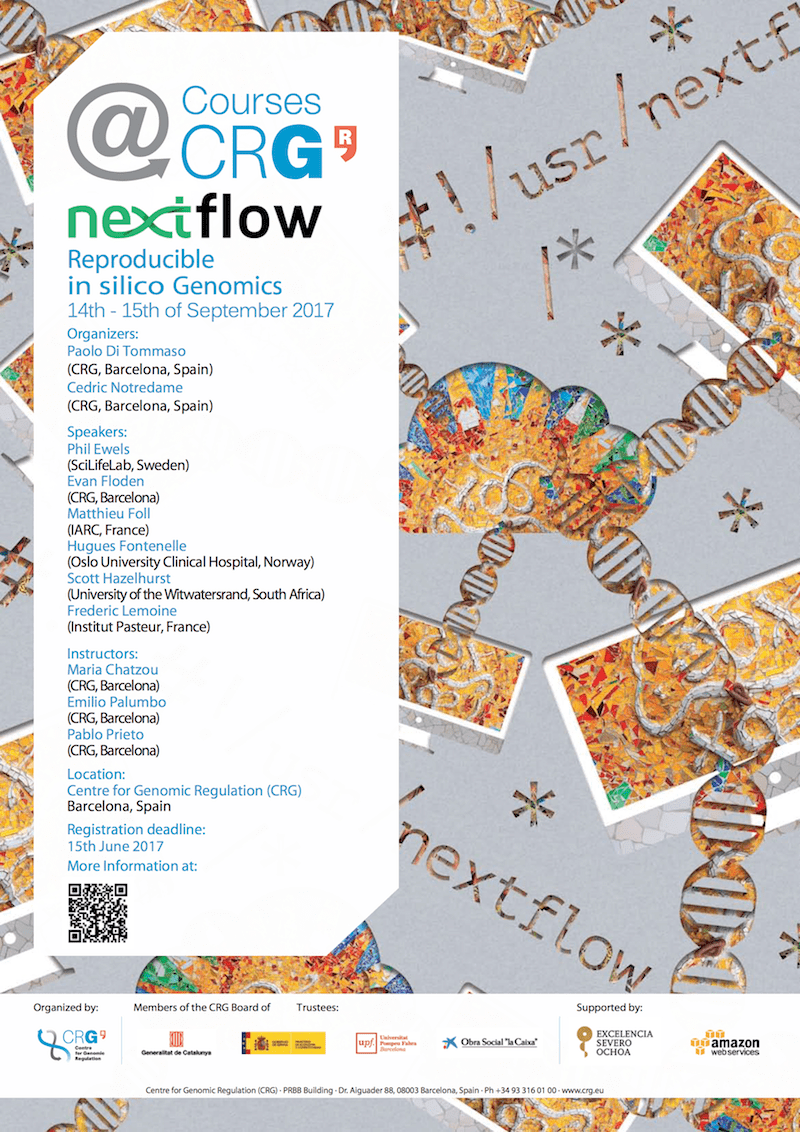 @ Courses
CRG R
nextflow
Reproducible
in silico Genomics
14th - 15th of September 2017
Organizers:
Paolo Di Tommaso
(CRG, Barcelona, Spain)
Cedric Notredame
(CRG, Barcelona, Spain)
Speakers:
Phil Ewels
(SciLifeLab, Sweden)
Evan Floden
(CRG, Barcelona)
Matthieu Foll
(IARC, France)
Hugues Fontenelle
(Oslo University Clinical Hospital, Norway)
Scott Hazelhurst
(University of the Witwatersrand, South Africa)
Frederic Lemoine
(Institut Pasteur, France)
Instructors:
Maria Chatzou
(CRG, Barcelona)
Emilio Palumbo
(CRG, Barcelona)
Pablo Prieto
(CRG, Barcelona)
Location:
Centre for Genomic Regulation (CRG)
Barcelona, Spain
Registration deadline:
15th June 2017
More Information at:
#!/usr/nextfl
/nextflow
Organized by:
CRG
Centre
for Genomic
Regulation
Members of the CRG Board of Trustees:
Generalitat de Catalunya
upf. Universitat
Pompeu Fabra
Barcelona
Obra Social "la Caixa"
Supported by:
EXCELENCIA
SEVERO
OCHOA
amazon
web services
Centre for Genomic Regulation (CRG) · PRBB Building · Dr. Aiguader 88, 08003 Barcelona, Spain · Ph +34 93 316 01 00 · www.crg.eu